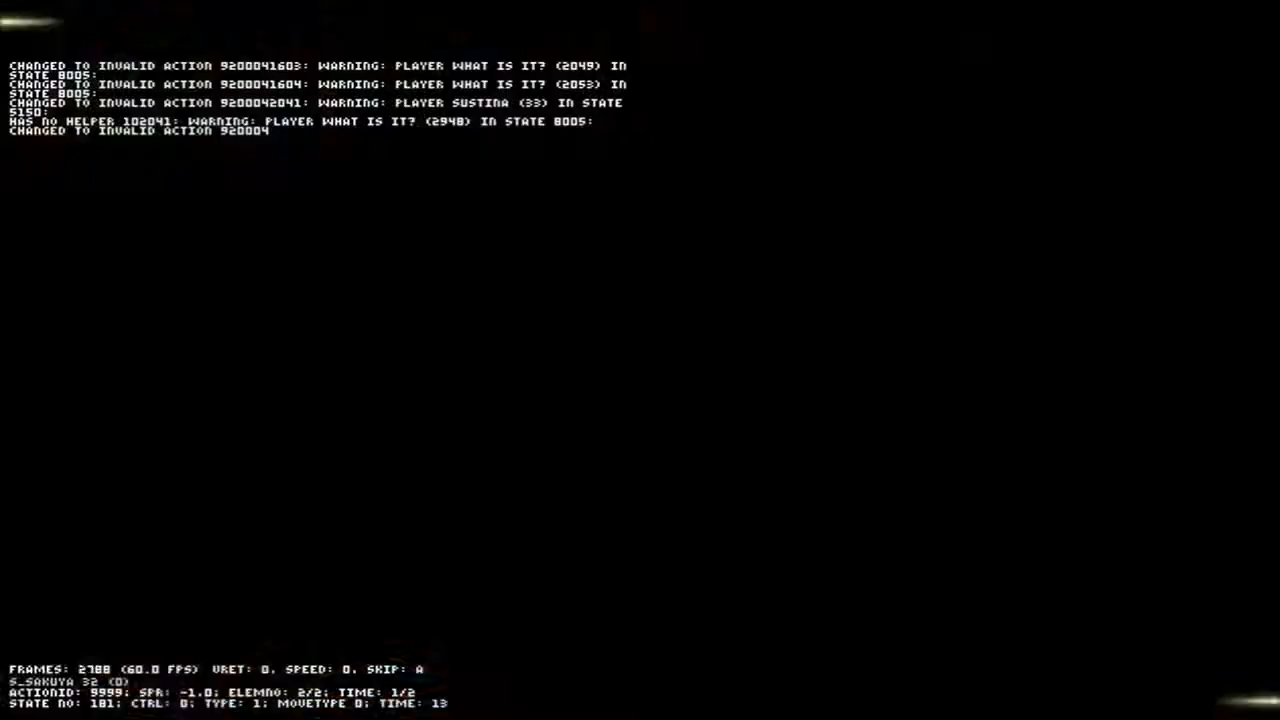 CHANGED TO INVALID ACTION 9200041603: WARNING: PLAYER WHAT IS IT? (2049) IN
STATE 8005:
CHANGED TO INVALID ACTION 9200041604: WARNING: PLAYER WHAT IS IT? (2053) IN
STATE 8005:
CHANGED TO INVALID ACTION 9200042041: WARNING: PLAYER SUSTINA (33) IN STATE
5150:
HAS NO HELPER 102041: WARNING: PLAYER WHAT IS IT? (2948) IN STATE 8005:
CHANGED TO INVALID ACTION 920004
FRAMES: 2788 (60.0 FPS) VRET: 0. SPEED: 0. SKIP: A
S_SAKUYA 32 (0)
ACTIONID: 9999; SPR: -1,0; ELEMNO: 2/2; TIME: 1/2
STATE NO: 181; CTRL: 0; TYPE: 1; MOVETYPE 0; TIME: 13